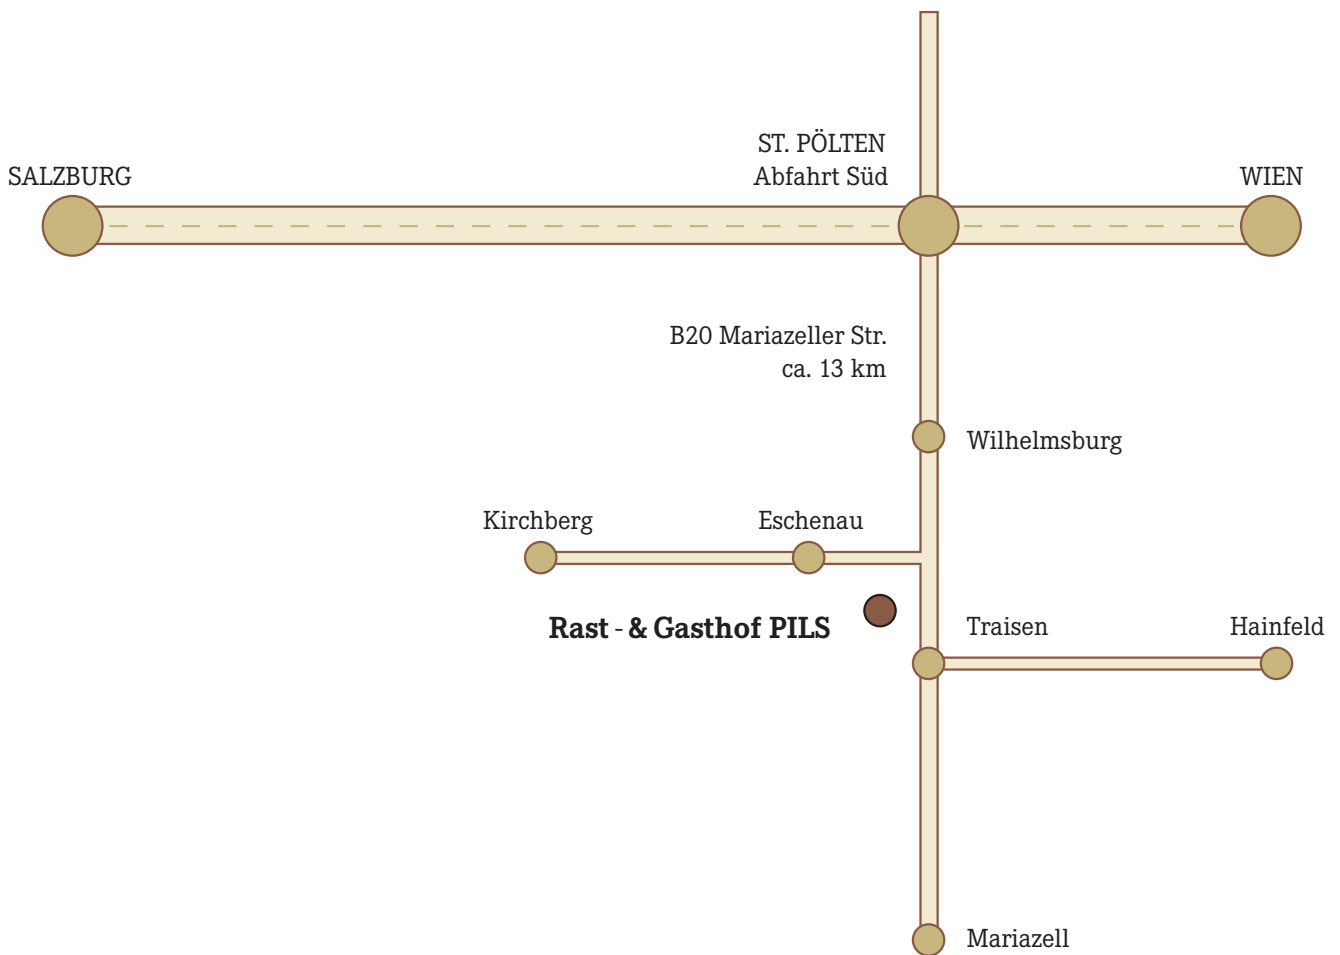 ST. PÖLTEN
SALZBURG
Abfahrt Süd
WIEN
B20 Mariazeller Str.
ca. 13 km
Wilhelmsburg
Kirchberg
Eschenau
Rast - & Gasthof PILS
Traisen
Hainfeld
Mariazell